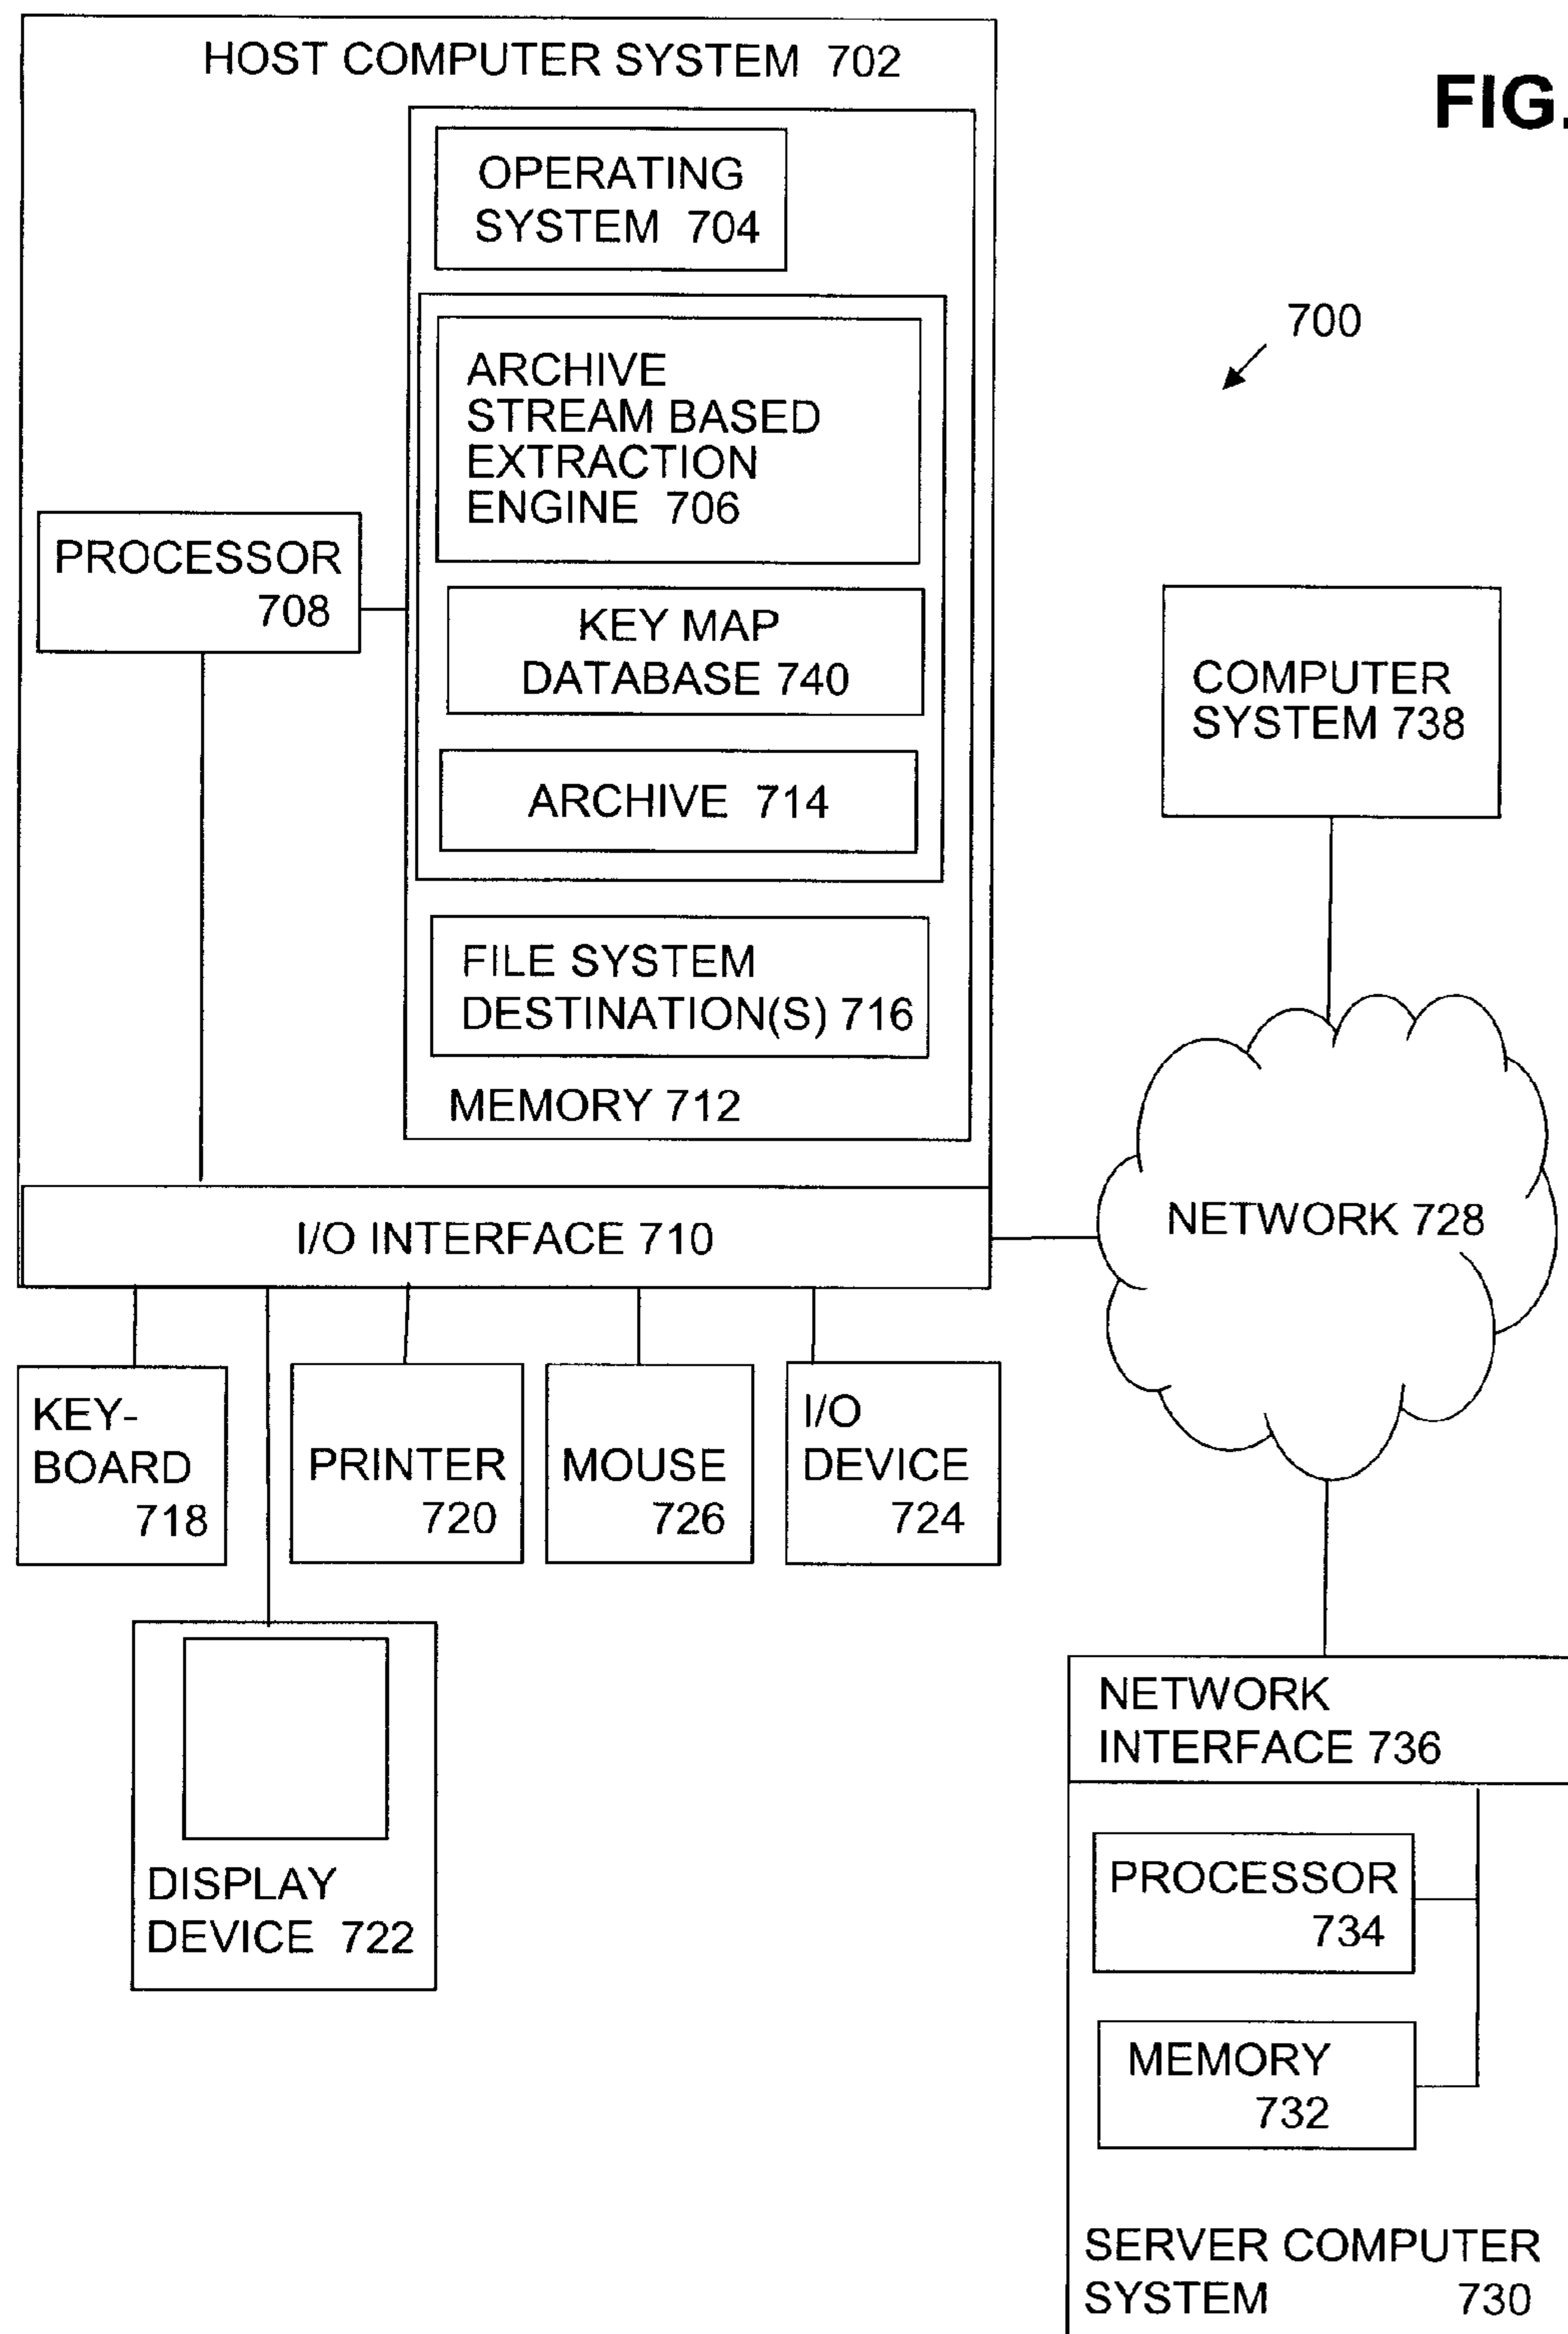 HOST COMPUTER SYSTEM 702
FIG.
OPERATING
SYSTEM 704
700
ARCHIVE
STREAM BASED
EXTRACTION
ENGINE 706
PROCESSOR
708
KEY MAP
DATABASE 740
COMPUTER
SYSTEM 738
ARCHIVE 714
FILE SYSTEM
DESTINATION(S) 716
MEMORY 712
NETWORK 728
I/O INTERFACE 710
KEY-
BOARD
718
PRINTER
720
MOUSE
726
I/O
DEVICE
724
DISPLAY
DEVICE 722
NETWORK
INTERFACE 736
PROCESSOR
734
MEMORY
732
SERVER COMPUTER
SYSTEM 730